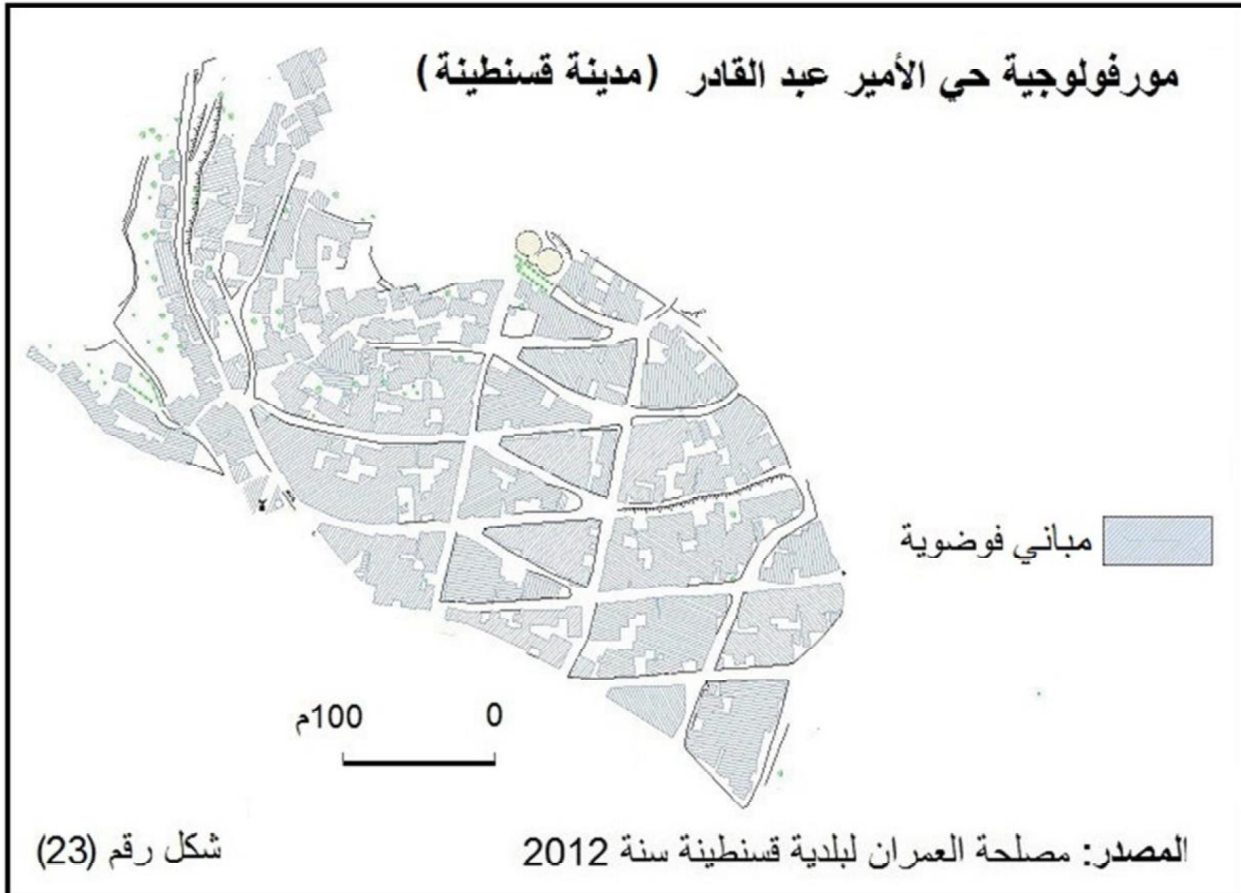 مورفولوجية حي الأمير عبد القادر (مدينة قسنطينة)
مباني فوضوية
100م 0
المصدر: مصلحة العمران لبلدية قسنطينة سنة 2012
شكل رقم (23)